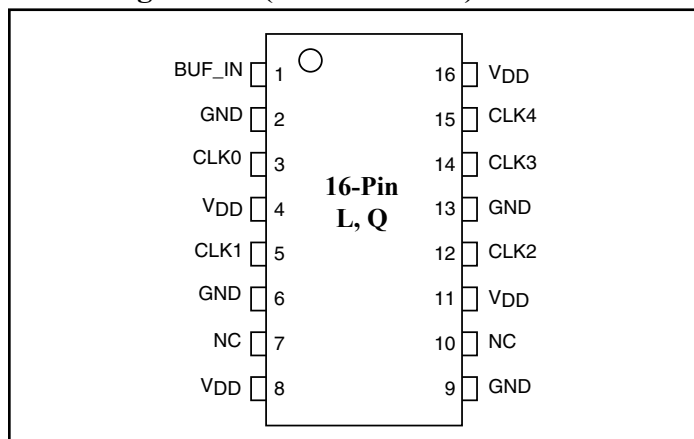 BUF_IN 1 16 VDD
GND 2 15 CLK4
CLK0 3 14 CLK3
16-Pin
VDD 4 13 GND
L, Q
CLK1 5 12 CLK2
GND 6 11 VDD
NC 7 10 NC
VDD 8 9 GND